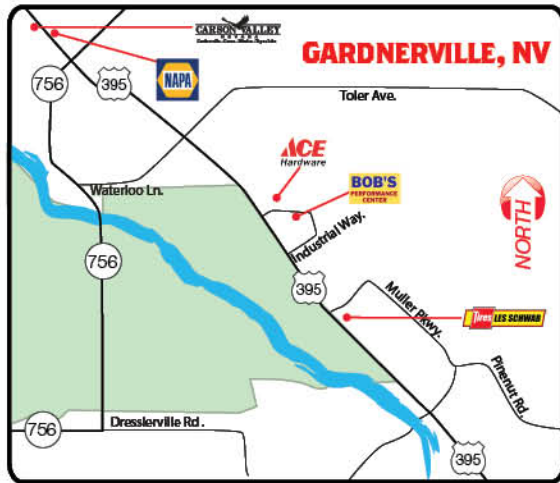 CARSON VALLEY
GARDNERVILLE, NV
NAPA
756
395
Toler Ave.
ACE
Hardware
BOB'S
PERFORMANCE
CENTER
Waterloo Ln.
Industrial Way.
NORTH
756
395
Muller Pkwy.
Tires LES SCHWAB
Pinenut Rd.
Dresslerville Rd.
756
395